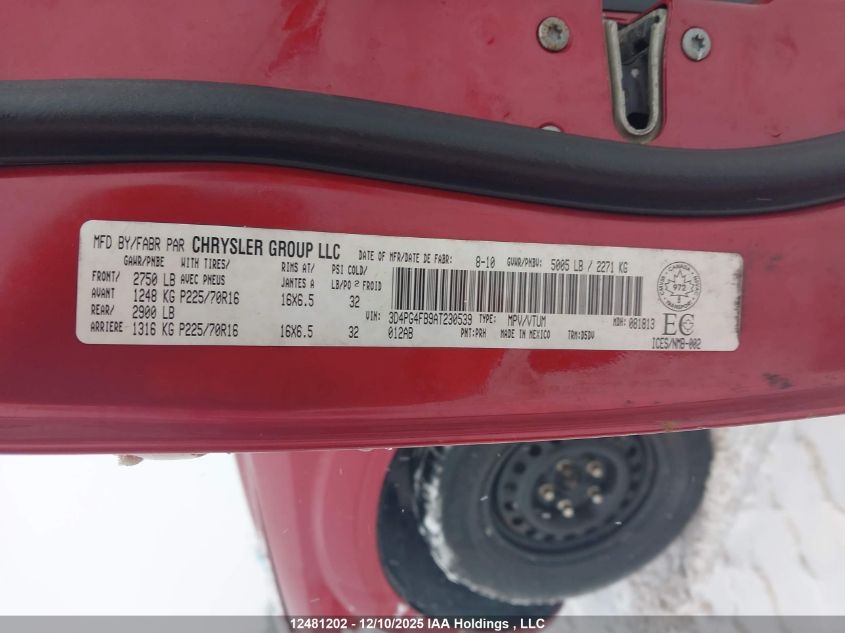 MFD BY/FABR PAR CHRYSLER GROUP LLC DATE OF MFR/DATE DE FABR: 8-10 GVWR/PNBV: 5005 LB / 2271 KG
GAWR/PNBE WITH TIRES/ RIMS AT/ PSI COLD/
FRONT/ 2750 LB AVEC PNEUS JANTES A LB/PO² FROID
AVANT 1248 KG P225/70R16 16X6.5 32
REAR/ 2900 LB
ARRIERE 1316 KG P225/70R16 16X6.5 32
VIN: 3D4PG4FB9AT230539 TYPE: MPV/VTUM MDH: 081813
012AB PNT:PRH MADE IN MEXICO TRM:DSDV
CANADA
972
T
TRANSPORT
EC
ICES/NMB-002
12481202 - 12/10/2025 IAA Holdings , LLC